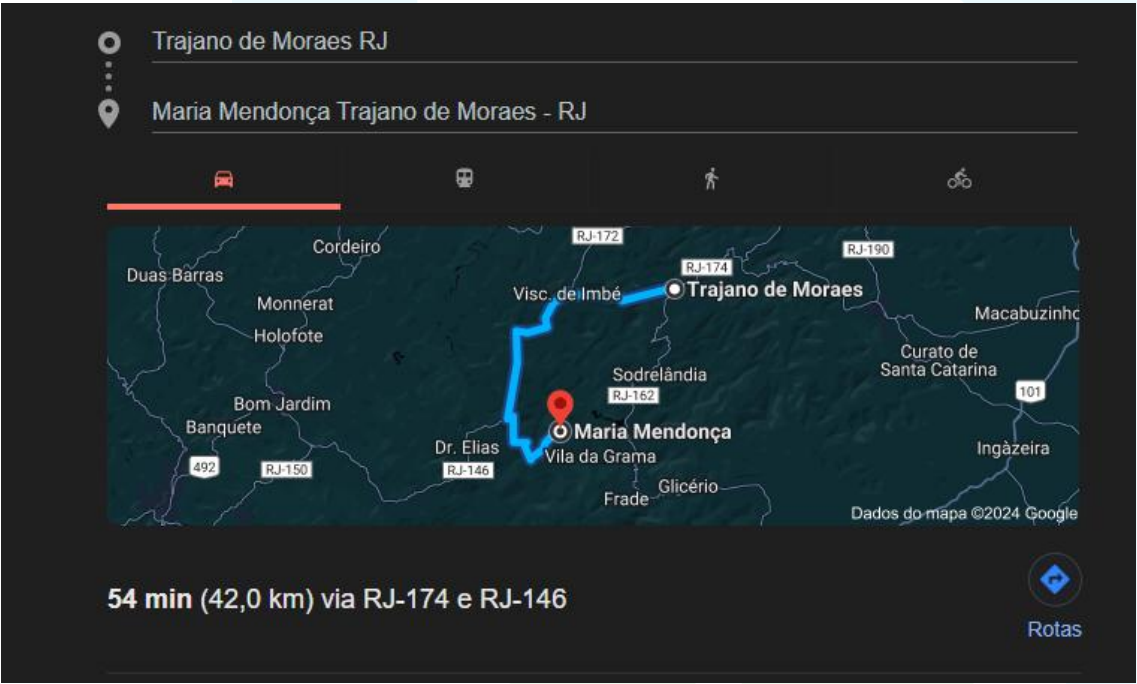 Trajano de Moraes RJ
Maria Mendonça Trajano de Moraes - RJ
RJ-172
Cordeiro
RJ-190
Duas Barras
RJ-174
Visc. de Imbé
Trajano de Moraes
Monnerat
Macabuzinho
Holofote
Curato de
Santa Catarina
Sodrelândia
101
RJ-162
Bom Jardim
Banquete
Maria Mendonça
Dr. Elias
Vila da Grama
Ingàzeira
492
RJ-150
RJ-146
Glicério
Frade
Dados do mapa ©2024 Google
54 min (42,0 km) via RJ-174 e RJ-146
Rotas